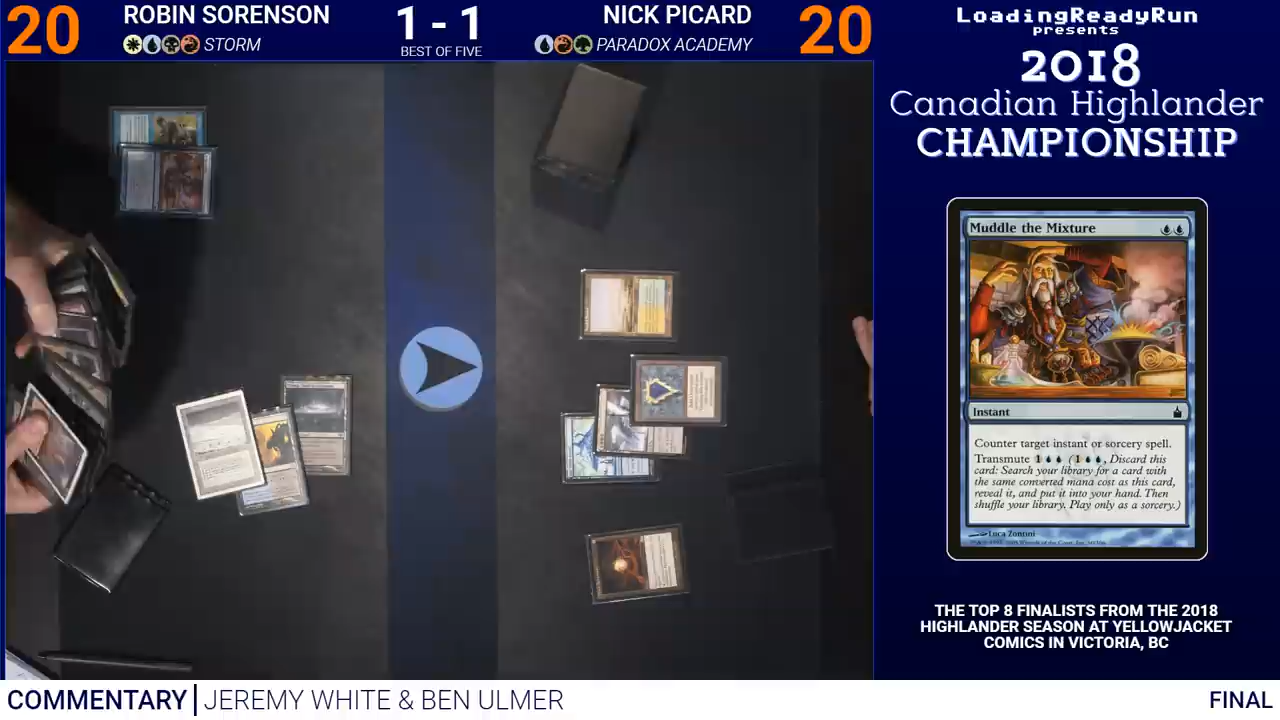 20
ROBIN SORENSON
STORM
1 - 1
BEST OF FIVE
NICK PICARD
PARADOX ACADEMY
20
LoadingReadyRun
presents
2018
Canadian Highlander
CHAMPIONSHIP
Muddle the Mixture
Instant
Counter target instant or sorcery spell.
Transmute 1 (1 , Discard this
card: Search your library for a card with
the same converted mana cost as this card,
reveal it, and put it into your hand. Then
shuffle your library. Play only as a sorcery.)
Luca Zontini
THE TOP 8 FINALISTS FROM THE 2018
HIGHLANDER SEASON AT YELLOWJACKET
COMICS IN VICTORIA, BC
COMMENTARY | JEREMY WHITE & BEN ULMER
FINAL